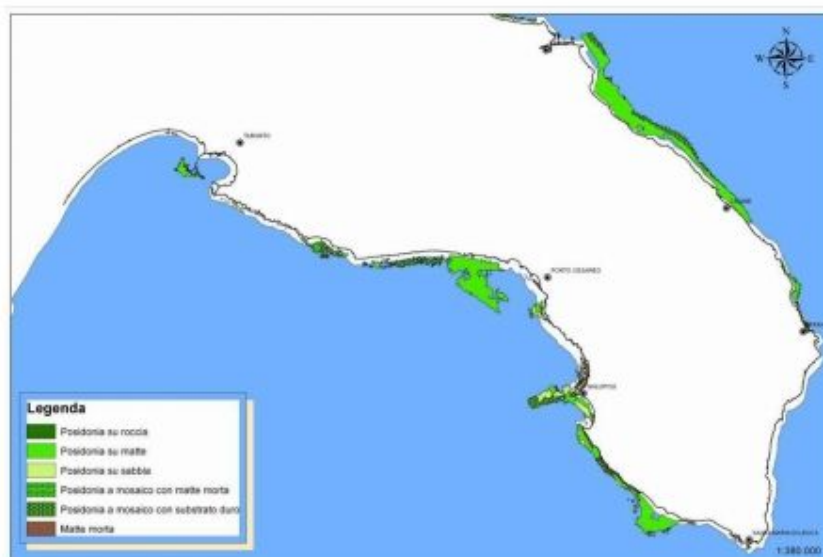 N
W E
S
TARANTO
PORTO CESAREO
GALLIPOLI
Legenda
Posidonia su roccia
Posidonia su matte
Posidonia su sabbia
Posidonia a mosaico con matte morta
Posidonia a mosaico con substrato duro
Matte morta
1:380.000